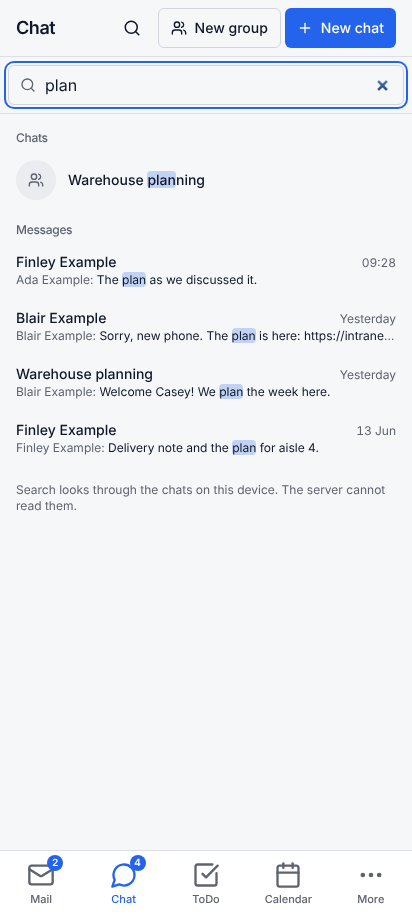 Chat
New group
New chat
plan
Chats
Warehouse planning
Messages
Finley Example
09:28
Ada Example: The plan as we discussed it.
Blair Example
Yesterday
Blair Example: Sorry, new phone. The plan is here: https://intrane...
Warehouse planning
Yesterday
Blair Example: Welcome Casey! We plan the week here.
Finley Example
13 Jun
Finley Example: Delivery note and the plan for aisle 4.
Search looks through the chats on this device. The server cannot
read them.
2
4
Mail
Chat
ToDo
Calendar
More